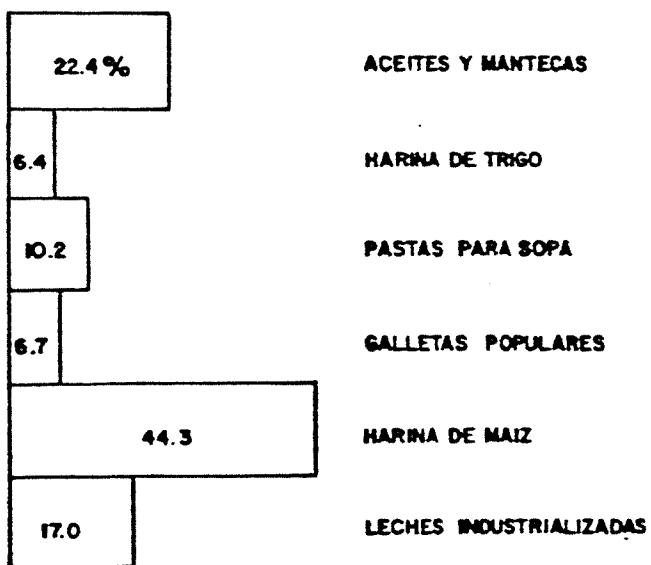 22.4% ACEITES Y MANTECAS
6.4 HARINA DE TRIGO
10.2 PASTAS PARA SOPA
6.7 GALLETAS POPULARES
44.3 HARINA DE MAIZ
17.0 LECHES INDUSTRIALIZADAS